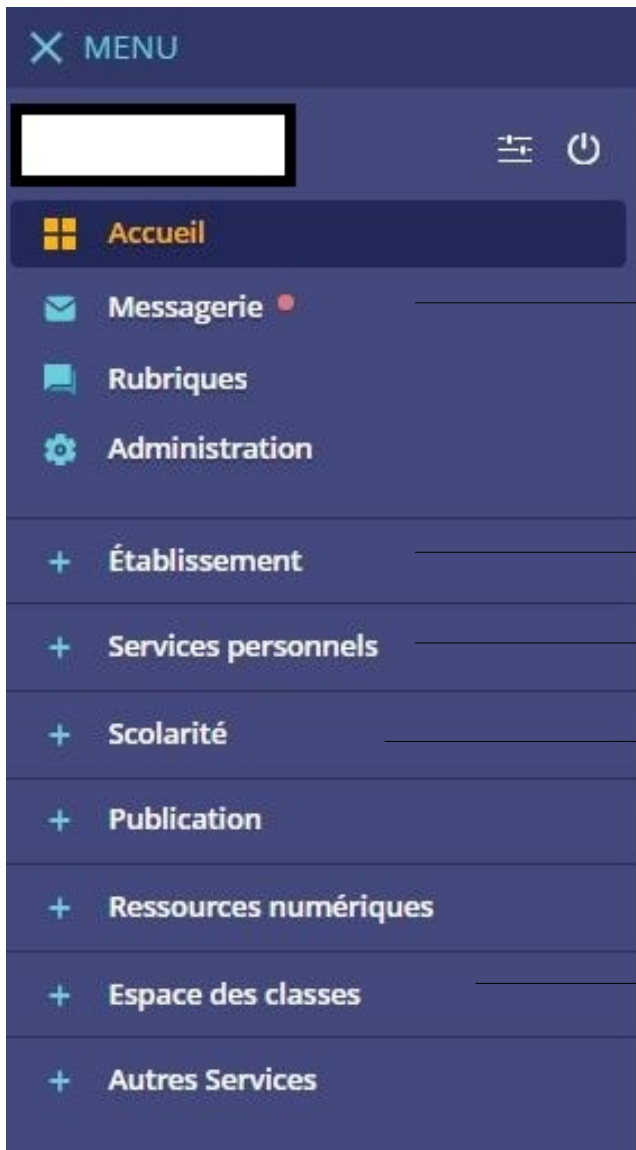 MENU
Accueil
Messagerie
Rubriques
Administration
Établissement
Services personnels
Scolarité
Publication
Ressources numériques
Espace des classes
Autres Services